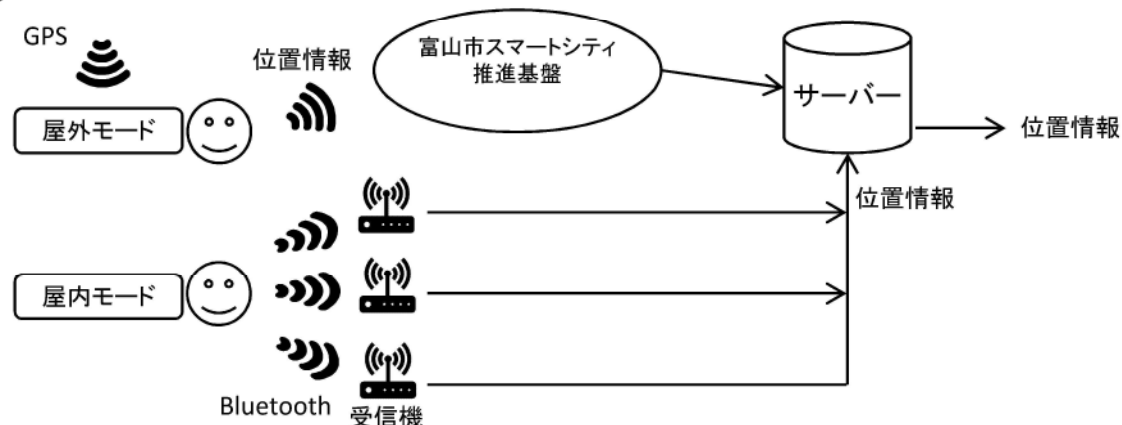 GPS
位置情報
富山市スマートシティ
推進基盤
サーバー
屋外モード
位置情報
位置情報
屋内モード
Bluetooth
受信機